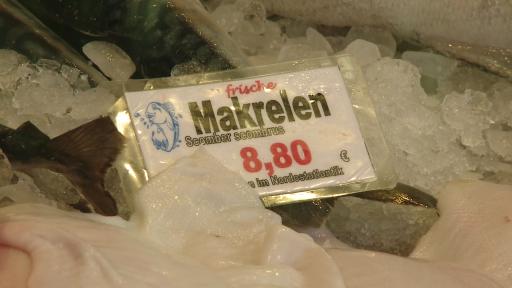 frische
Makrelen
Scomber scombrus
8,80 €
im Nordostatlantik